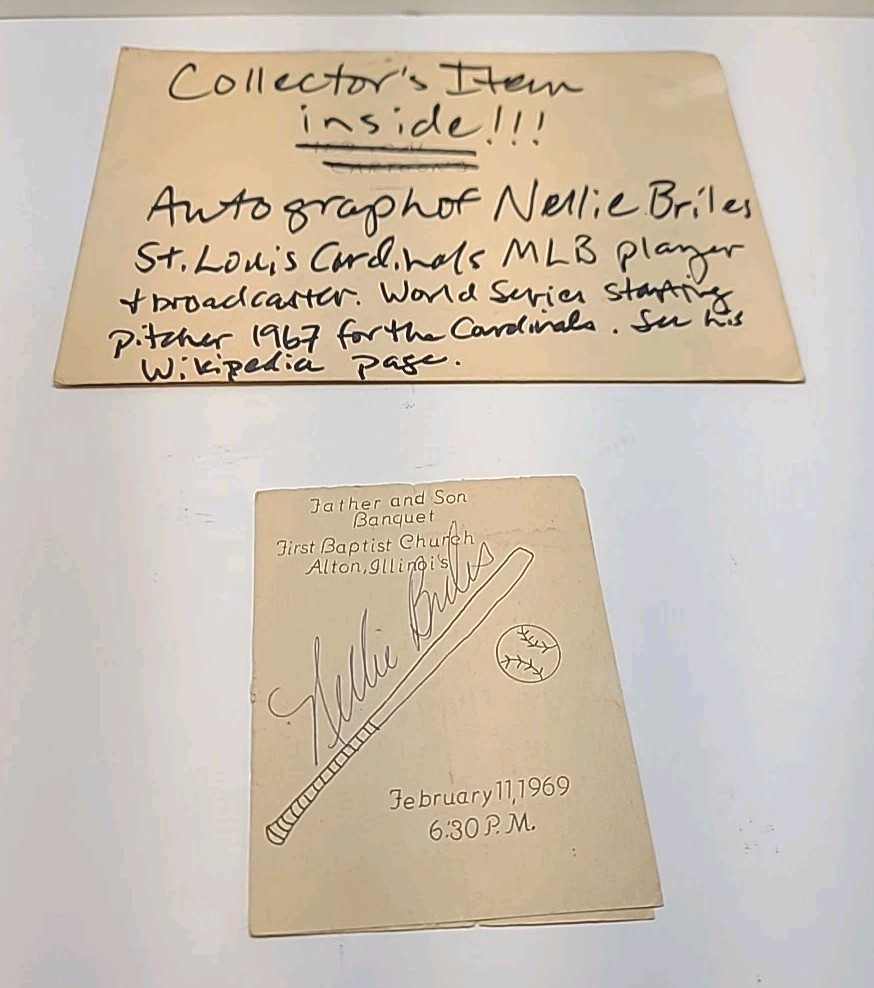 Collector's Item
inside!!!
Autograph of Nellie Briles
St. Louis Cardinals MLB player
+ broadcaster. World Series starting
pitcher 1967 for the Cardinals. See his
Wikipedia page.
Father and Son
Banquet
First Baptist Church
Alton, Illinois
Nellie Briles
February 11, 1969
6:30 P.M.